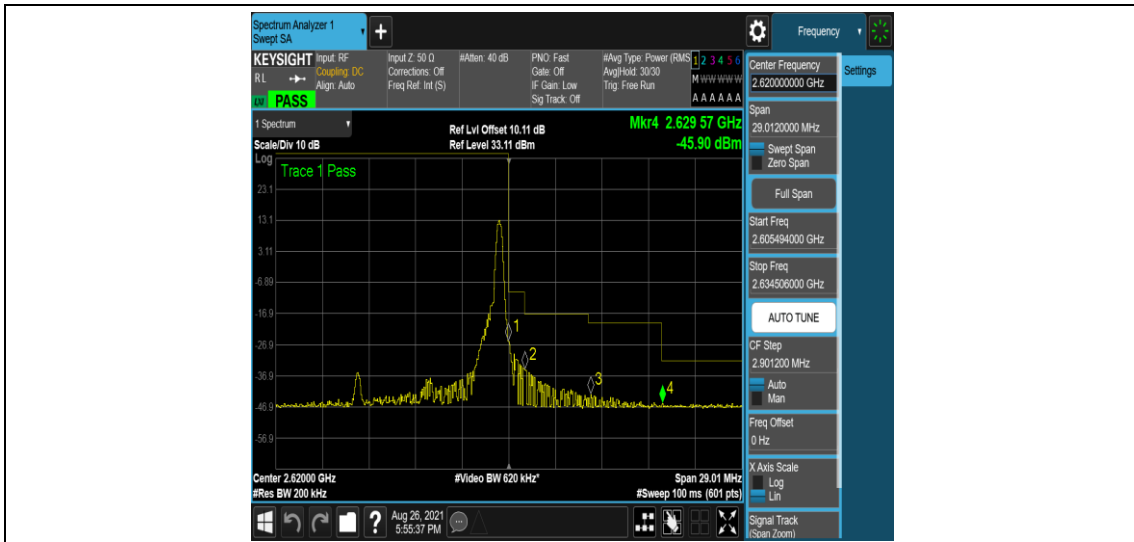 Spectrum Analyzer 1
Swept SA
+
Frequency
KEYSIGHT Input: RF
RL Coupling: DC
Align: Auto
LM PASS
Input Z: 50 Ω
Corrections: Off
Freq Ref: Int (S)
#Atten: 40 dB
PNO: Fast
Gate: Off
IF Gain: Low
Sig Track: Off
#Avg Type: Power (RMS
Avg|Hold: 30/30
Trig: Free Run
1 2 3 4 5 6
M W W W W W
A A A A A A
1 Spectrum
Scale/Div 10 dB
Ref Lvl Offset 10.11 dB
Ref Level 33.11 dBm
Mkr4 2.629 57 GHz
-45.90 dBm
Log
Trace 1 Pass
23.1
13.1
3.11
-6.89
-16.9
-26.9
-36.9
-46.9
-56.9
1
2
3
4
Center 2.62000 GHz
#Res BW 200 kHz
#Video BW 620 kHz*
Span 29.01 MHz
#Sweep 100 ms (601 pts)
?
Aug 26, 2021
5:55:37 PM
Center Frequency
2.620000000 GHz
Settings
Span
29.0120000 MHz
Swept Span
Zero Span
Full Span
Start Freq
2.605494000 GHz
Stop Freq
2.634506000 GHz
AUTO TUNE
CF Step
2.901200 MHz
Auto
Man
Freq Offset
0 Hz
X Axis Scale
Log
Lin
Signal Track
(Span Zoom)